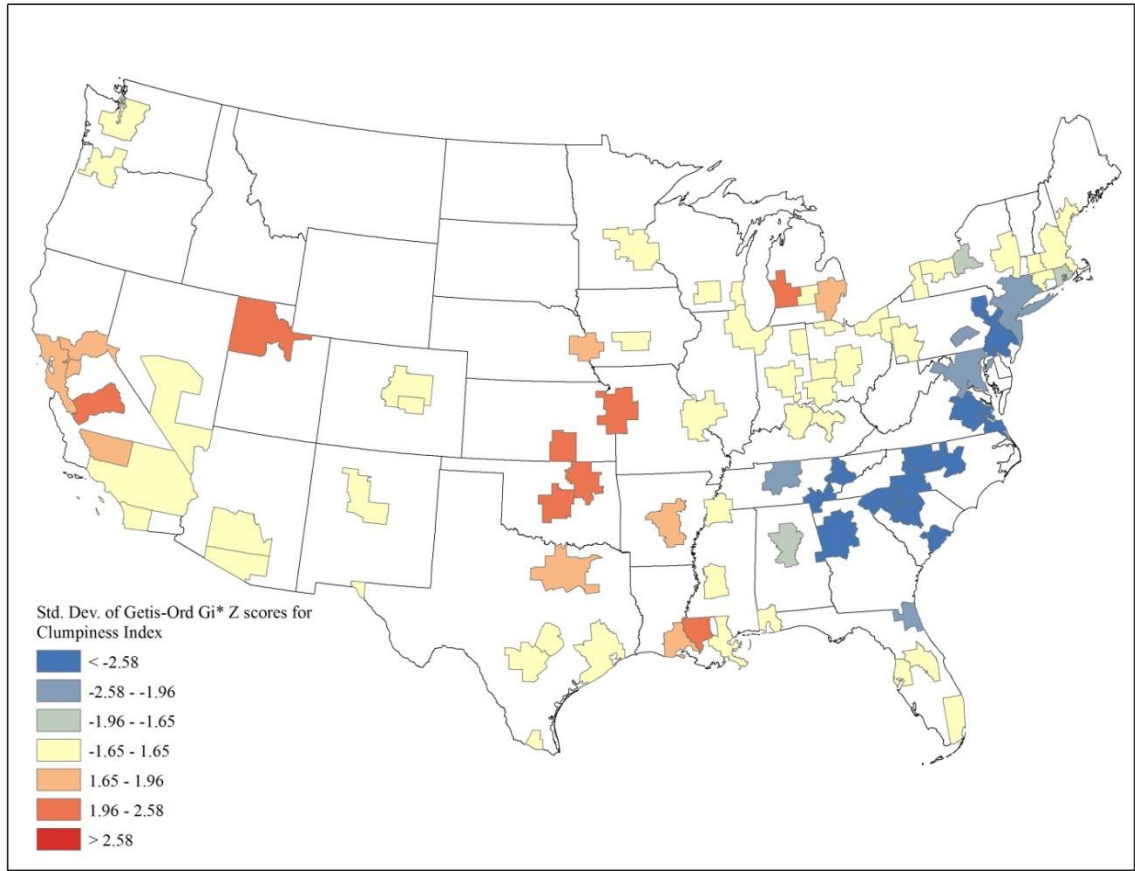 Std. Dev. of Getis-Ord Gi* Z scores for
Clumpiness Index
< -2.58
-2.58 - -1.96
-1.96 - -1.65
-1.65 - 1.65
1.65 - 1.96
1.96 - 2.58
> 2.58